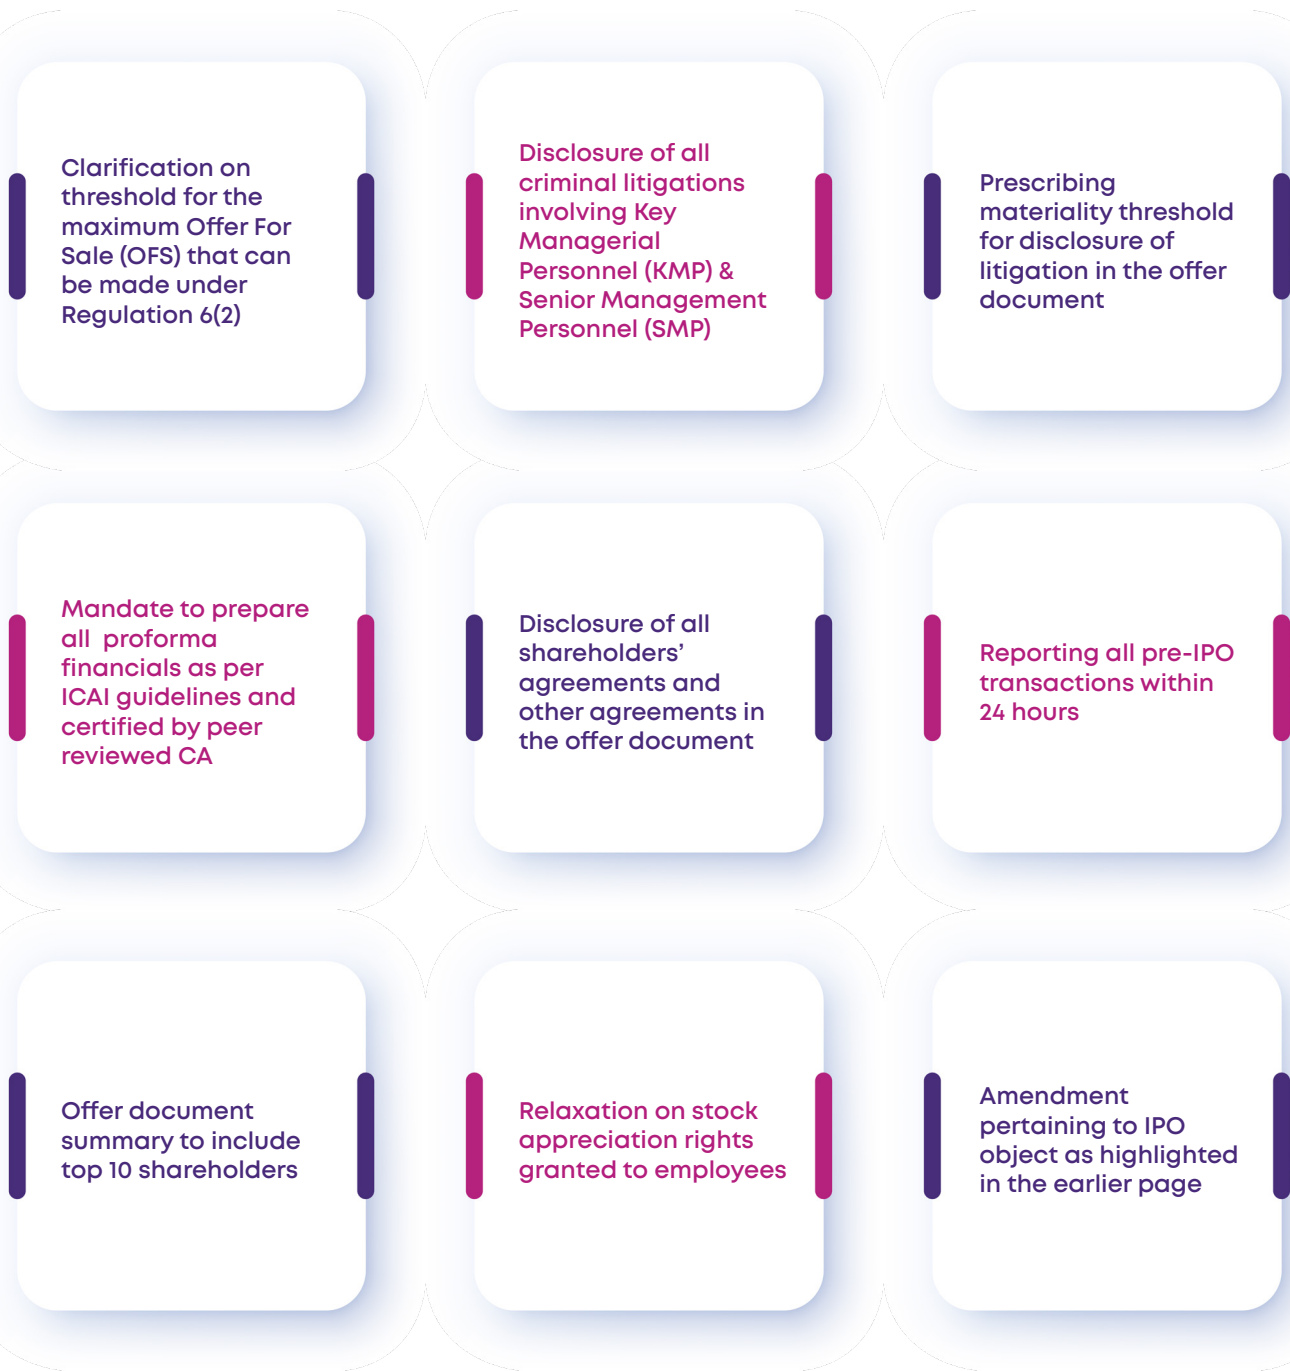 Clarification on
threshold for the
maximum Offer For
Sale (OFS) that can
be made under
Regulation 6(2)
Disclosure of all
criminal litigations
involving Key
Managerial
Personnel (KMP) &
Senior Management
Personnel (SMP)
Prescribing
materiality threshold
for disclosure of
litigation in the offer
document
Mandate to prepare
all  proforma
financials as per
ICAI guidelines and
certified by peer
reviewed CA
Disclosure of all
shareholders’
agreements and
other agreements in
the offer document
Reporting all pre-IPO
transactions within
24 hours
Offer document
summary to include
top 10 shareholders
Relaxation on stock
appreciation rights
granted to employees
Amendment
pertaining to IPO
object as highlighted
in the earlier page